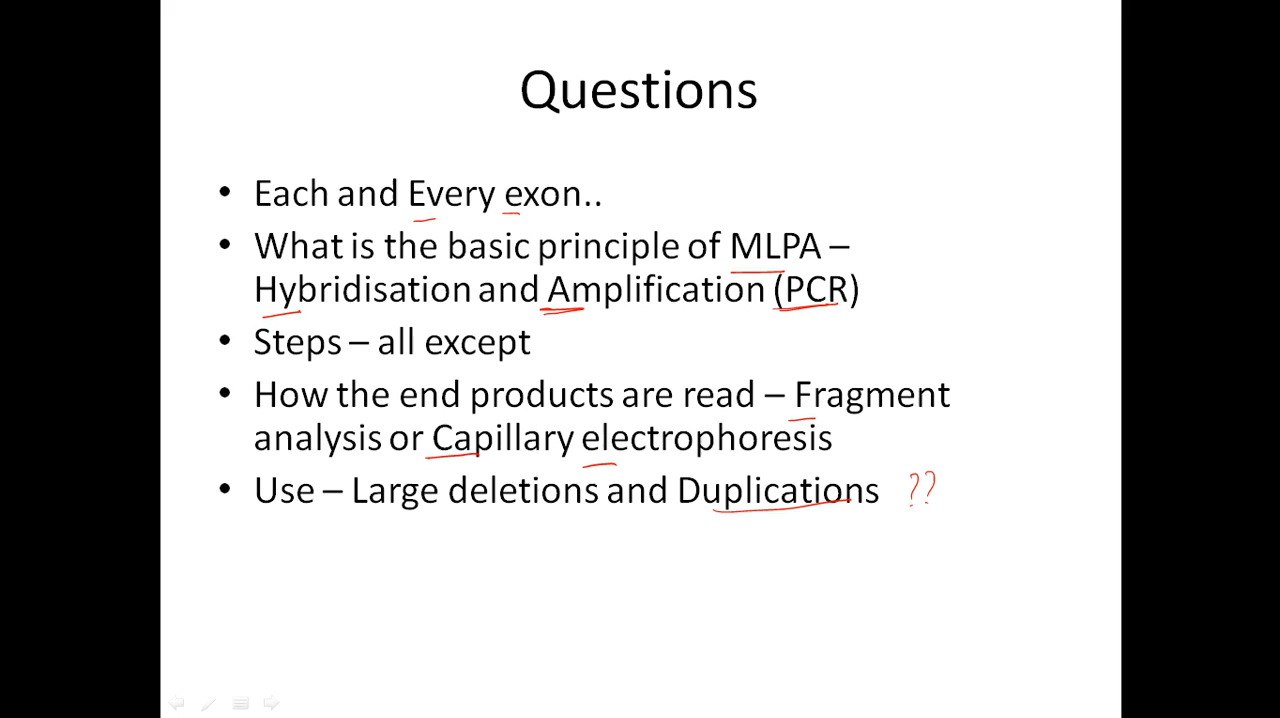 Questions
• Each and Every exon..
• What is the basic principle of MLPA –
Hybridisation and Amplification (PCR)
• Steps – all except
• How the end products are read – Fragment
analysis or Capillary electrophoresis
• Use – Large deletions and Duplications ??